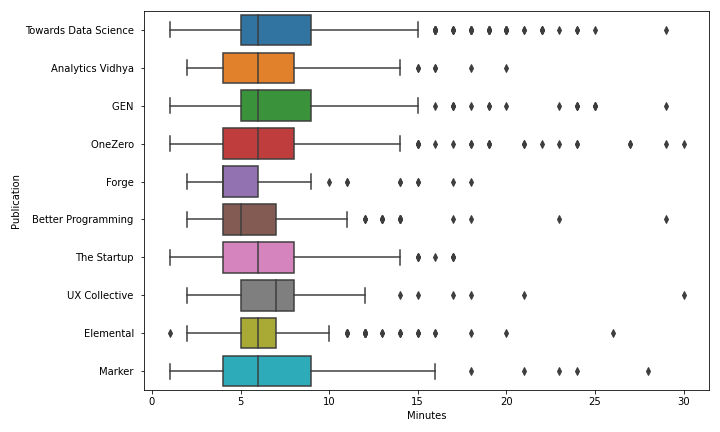 Towards Data Science
Analytics Vidhya
GEN
OneZero
Forge
Better Programming
The Startup
UX Collective
Elemental
Marker
Publication
0 5 10 15 20 25 30
Minutes